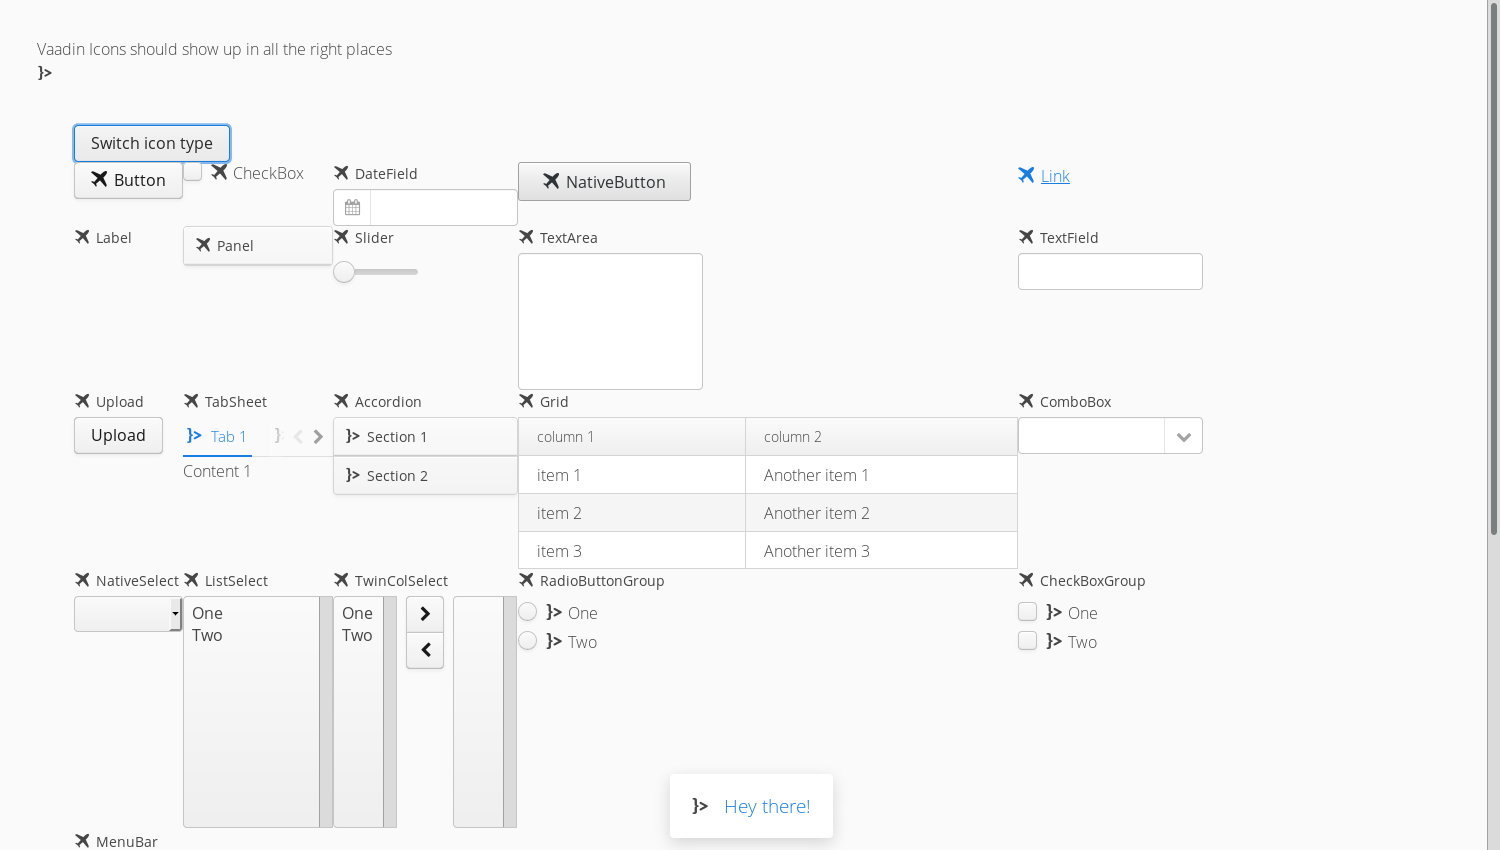 Vaadin Icons should show up in all the right places
}>
Switch icon type
Button
CheckBox
DateField
NativeButton
Link
Label
Panel
Slider
TextArea
TextField
Upload
TabSheet
Accordion
Grid
ComboBox
Upload
}> Tab 1
}> Section 1
column 1
column 2
Content 1
}> Section 2
item 1
Another item 1
item 2
Another item 2
item 3
Another item 3
NativeSelect
ListSelect
TwinColSelect
RadioButtonGroup
CheckBoxGroup
One
Two
One
Two
}> One
}> Two
}> One
}> Two
}> Hey there!
MenuBar